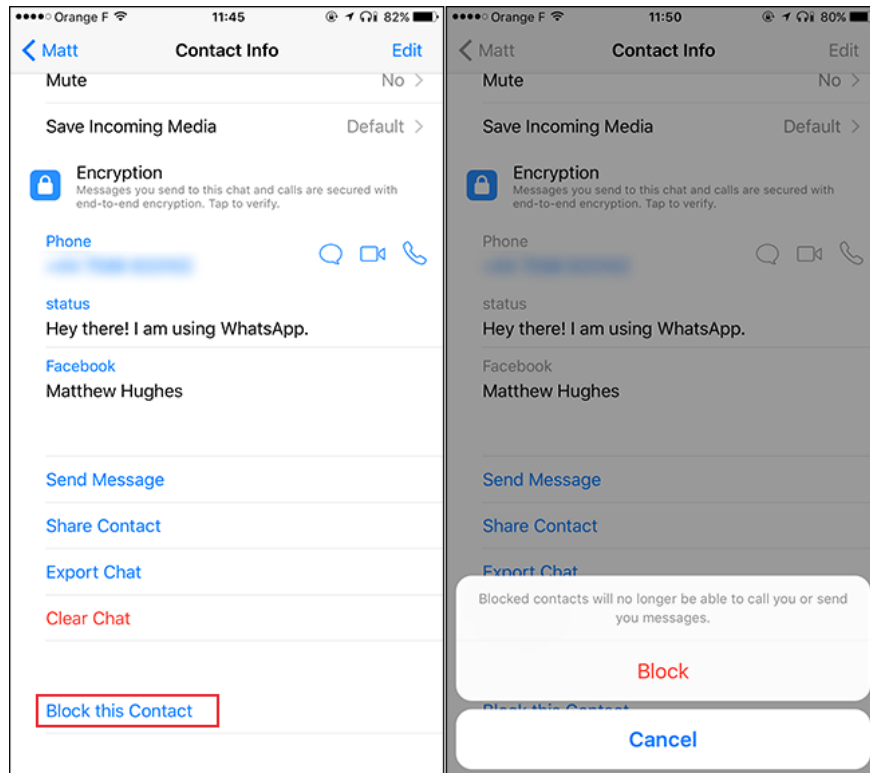 Orange F 11:45 82%
Matt Contact Info Edit
Mute No
Save Incoming Media Default
Encryption
Messages you send to this chat and calls are secured with
end-to-end encryption. Tap to verify.
Phone
status
Hey there! I am using WhatsApp.
Facebook
Matthew Hughes
Send Message
Share Contact
Export Chat
Clear Chat
Block this Contact
Orange F 11:50 80%
Matt Contact Info Edit
Mute No
Save Incoming Media Default
Encryption
Messages you send to this chat and calls are secured with
end-to-end encryption. Tap to verify.
Phone
status
Hey there! I am using WhatsApp.
Facebook
Matthew Hughes
Send Message
Share Contact
Export Chat
Blocked contacts will no longer be able to call you or send
you messages.
Block
Block this Contact
Cancel